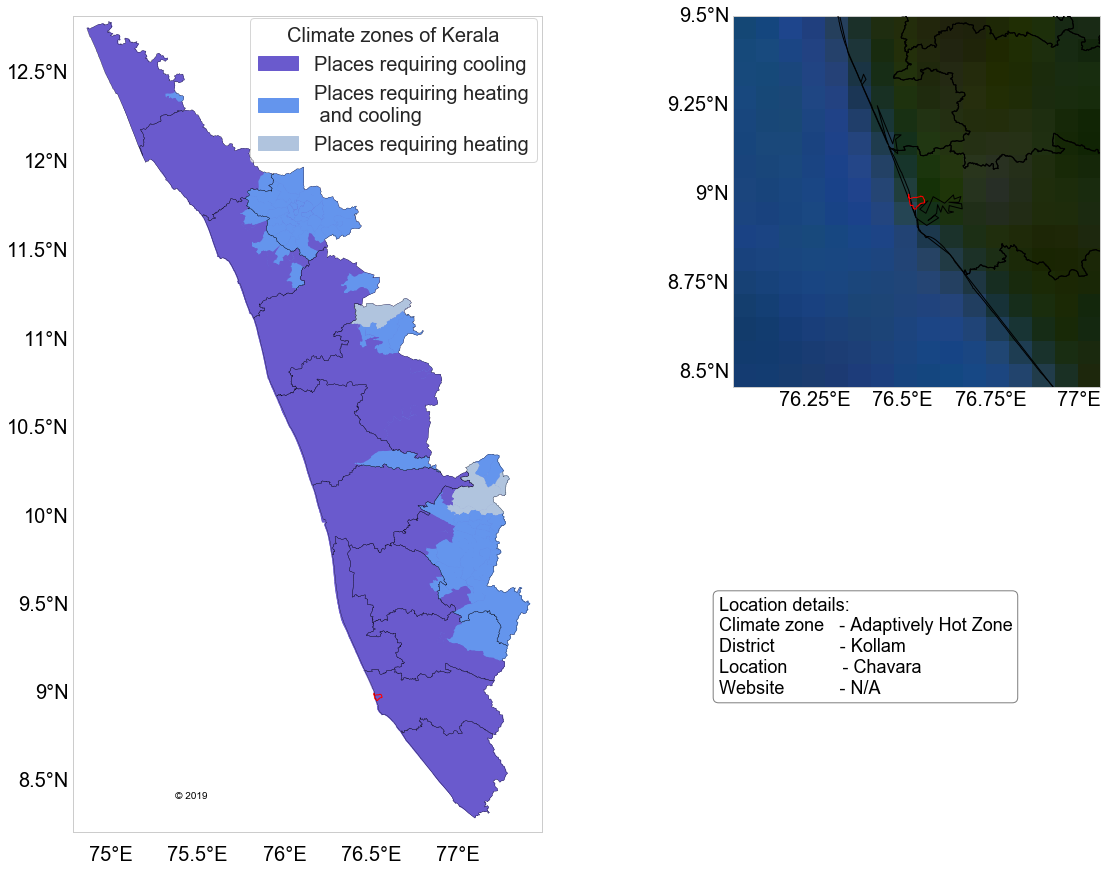 Climate zones of Kerala
Places requiring cooling
Places requiring heating
and cooling
Places requiring heating
12.5°N
12°N
11.5°N
11°N
10.5°N
10°N
9.5°N
9°N
8.5°N
75°E
75.5°E
76°E
76.5°E
77°E
© 2019
9.5°N
9.25°N
9°N
8.75°N
8.5°N
76.25°E
76.5°E
76.75°E
77°E
Location details:
Climate zone - Adaptively Hot Zone
District - Kollam
Location - Chavara
Website - N/A